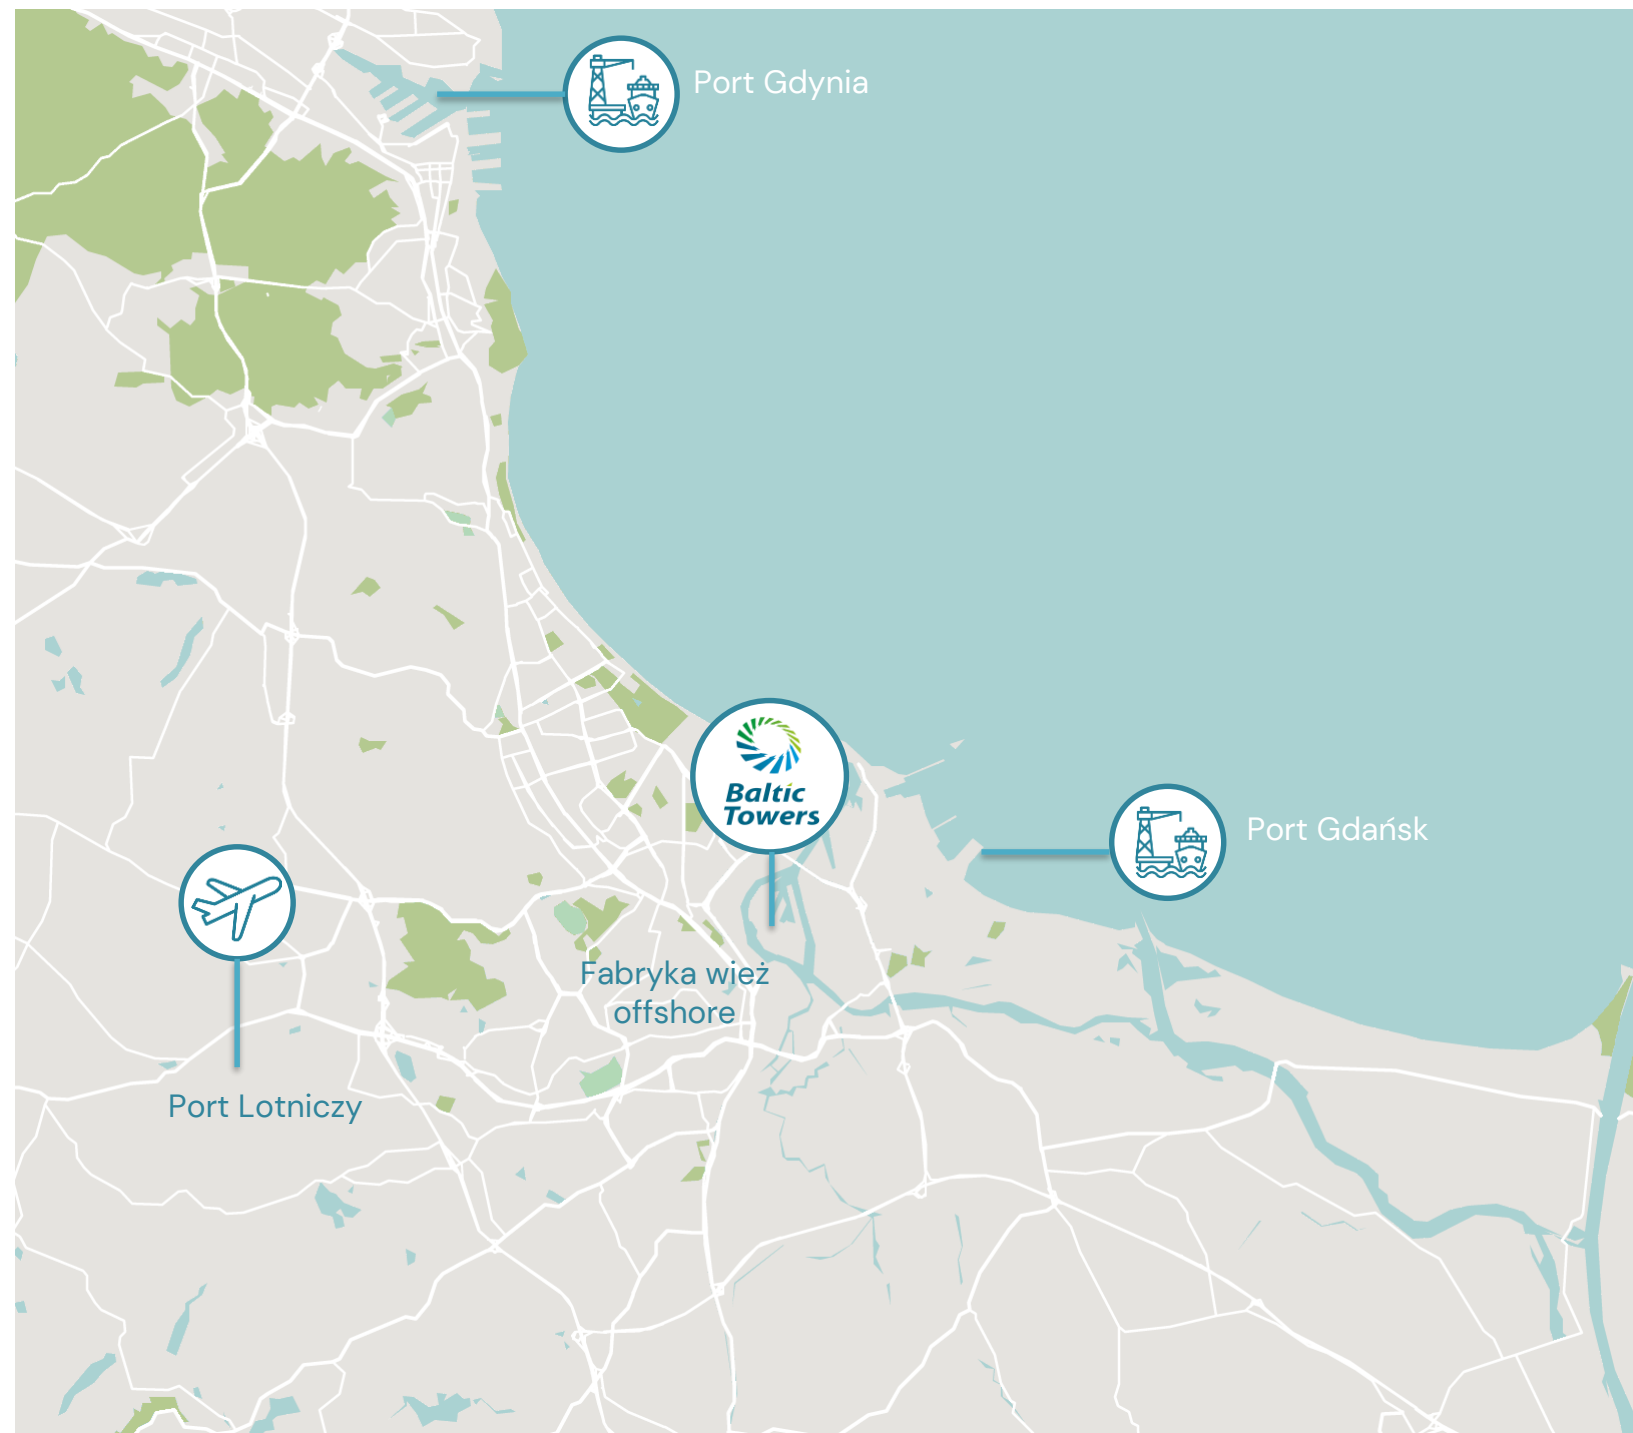 Port Gdynia
Baltic
Towers
Port Gdańsk
Fabryka wież
offshore
Port Lotniczy